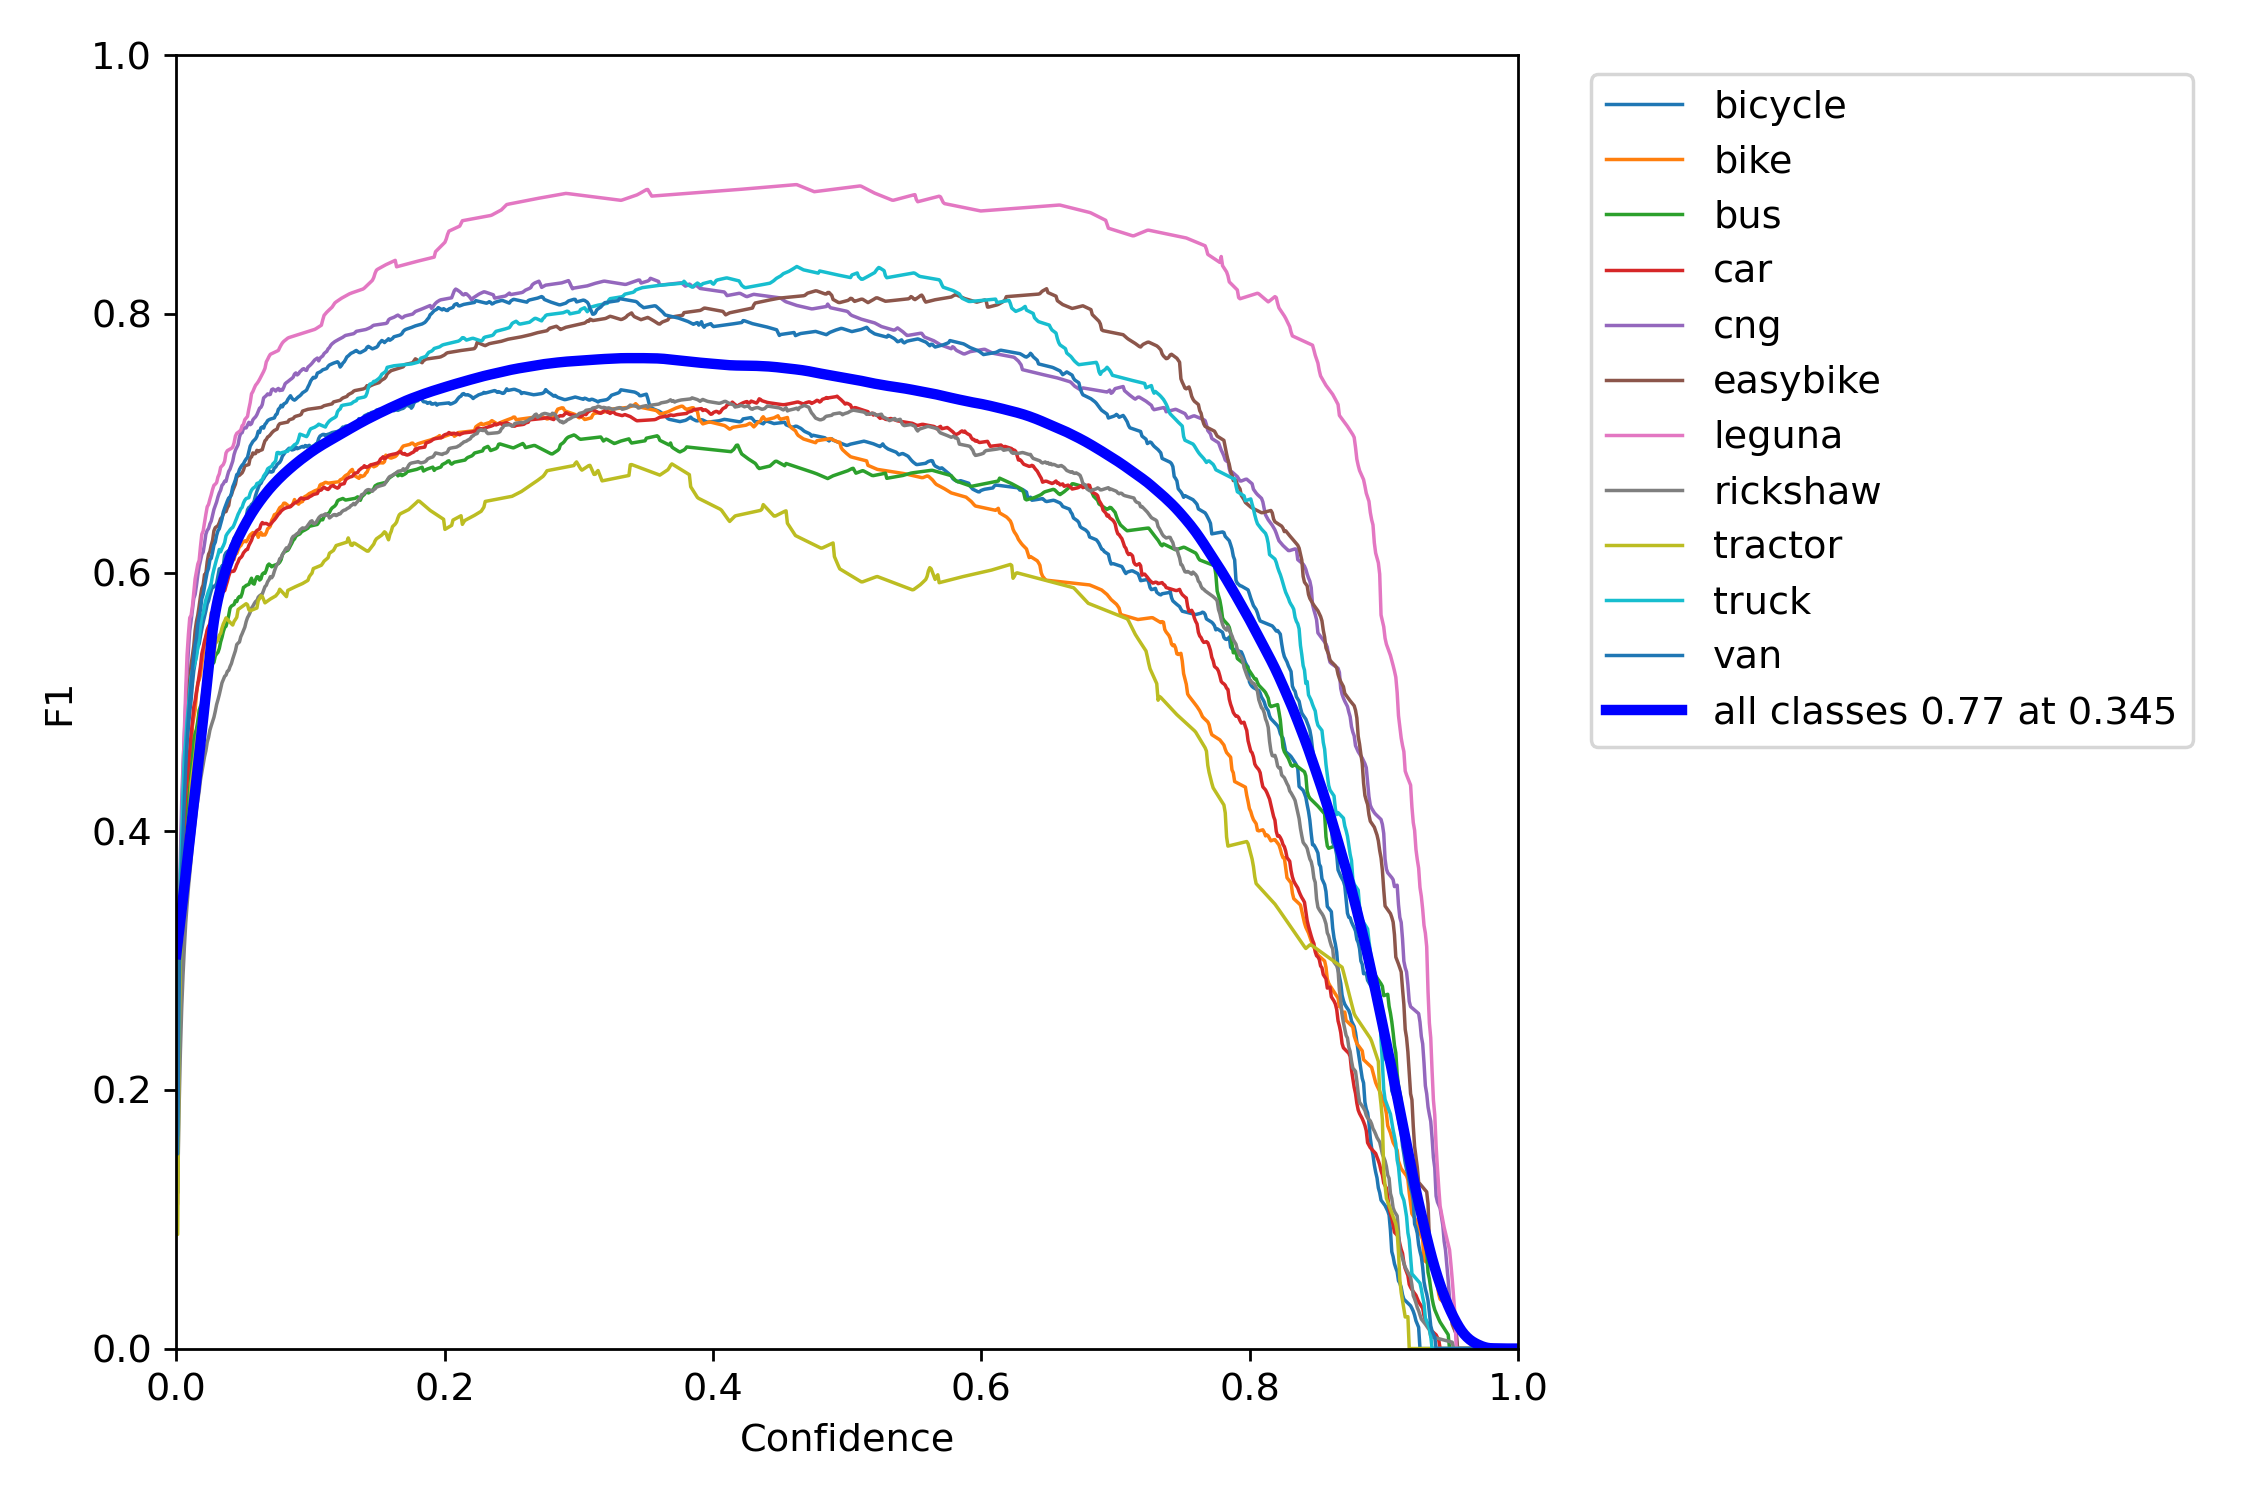 1.0
0.8
0.6
0.4
0.2
0.0
F1
0.0 0.2 0.4 0.6 0.8 1.0
Confidence
bicycle
bike
bus
car
cng
easybike
leguna
rickshaw
tractor
truck
van
all classes 0.77 at 0.345